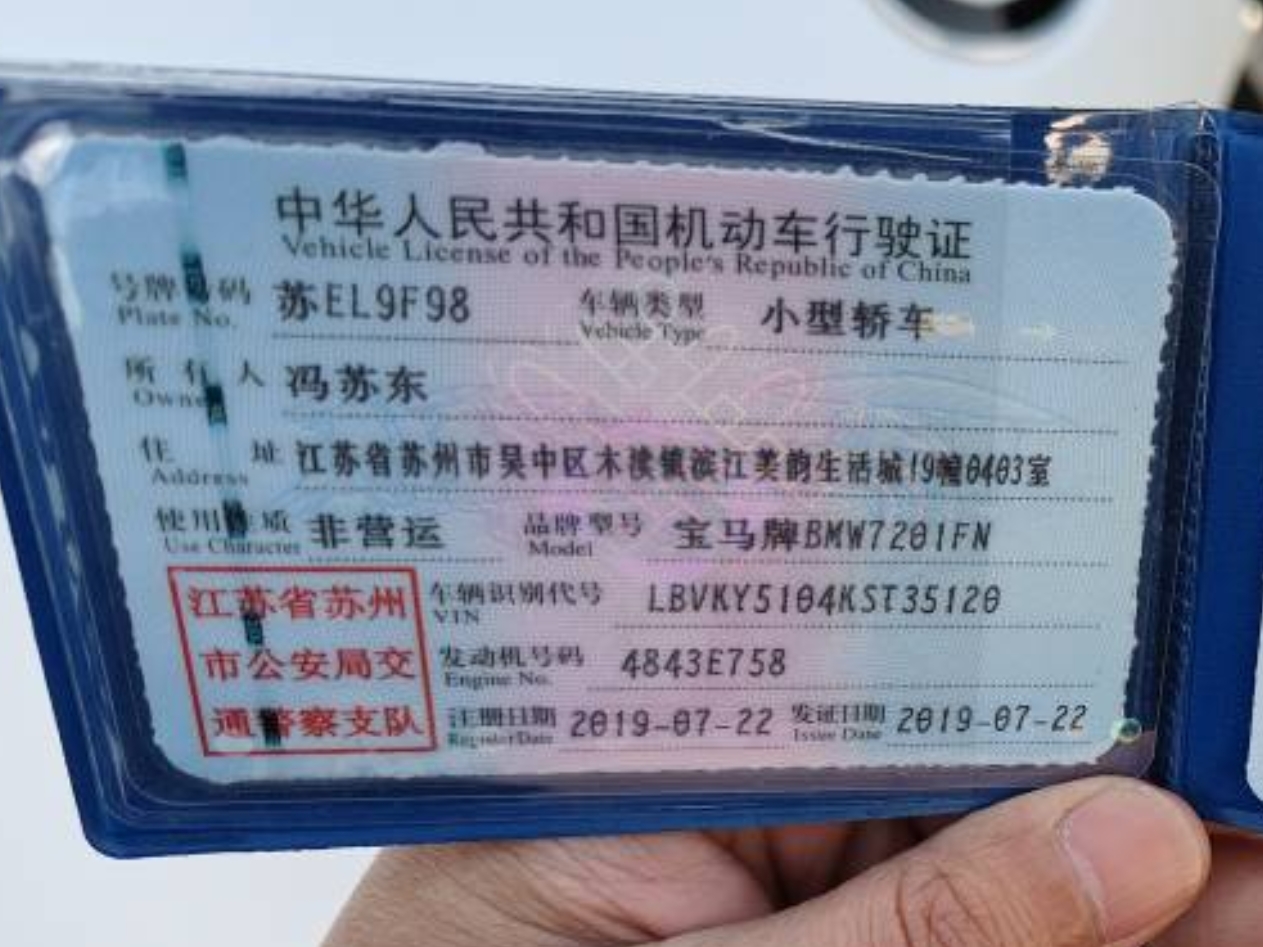 中华人民共和国机动车行驶证
Vehicle License of the People's Republic of China
号牌号码 苏EL9F98 车辆类型 小型轿车
Plate No. Vehicle Type
所有人 冯苏东
Owner
住址 江苏省苏州市吴中区木渎镇滨江美韵生活城19幢0403室
Address
使用性质 非营运 品牌型号 宝马牌BMW7201FN
Use Character Model
江苏省苏州 车辆识别代号 LBVKY5104KST35120
VIN
市公安局交 发动机号码 4843E758
Engine No.
通警察支队 注册日期 2019-07-22 发证日期 2019-07-22
Register Date Issue Date